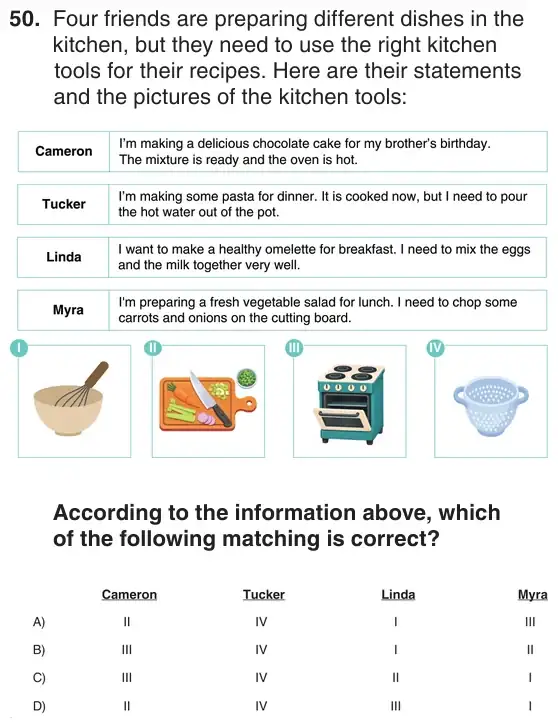 50. Four friends are preparing different dishes in the
kitchen, but they need to use the right kitchen
tools for their recipes. Here are their statements
and the pictures of the kitchen tools:
Cameron
I'm making a delicious chocolate cake for my brother's birthday.
The mixture is ready and the oven is hot.
Tucker
I'm making some pasta for dinner. It is cooked now, but I need to pour
the hot water out of the pot.
Linda
I want to make a healthy omelette for breakfast. I need to mix the eggs
and the milk together very well.
Myra
I'm preparing a fresh vegetable salad for lunch. I need to chop some
carrots and onions on the cutting board.
I II III IV
According to the information above, which
of the following matching is correct?
Cameron Tucker Linda Myra
A) II IV I III
B) III IV I II
C) III IV II I
D) II IV III I